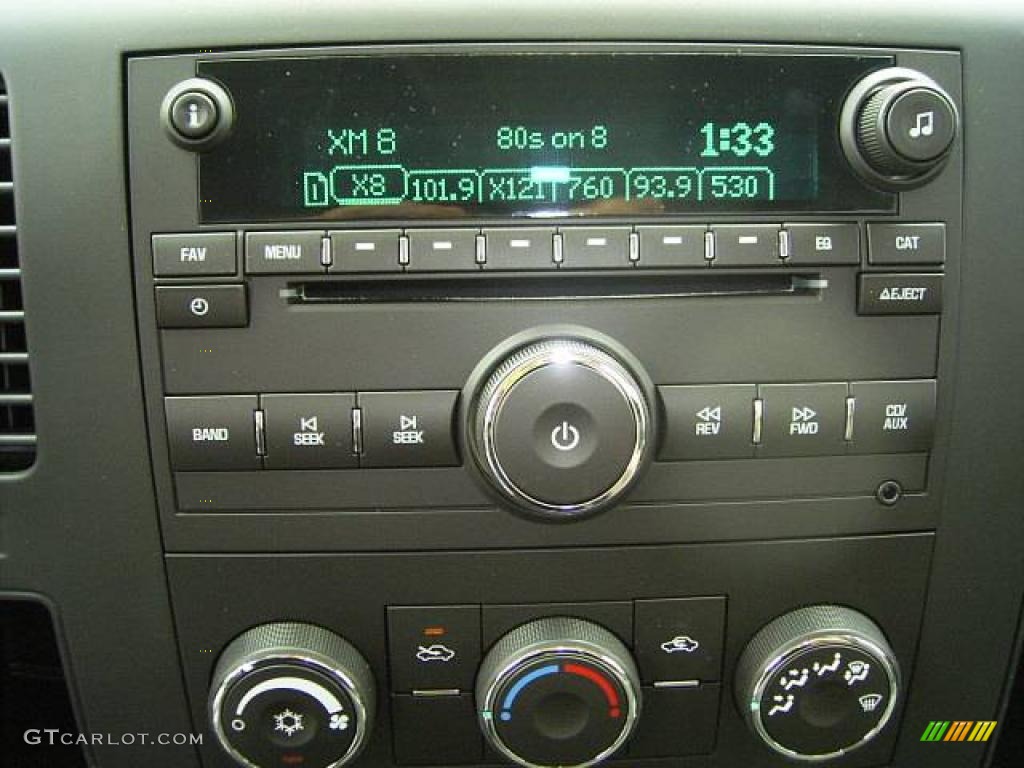 i
XM 8 80s on 8 1:33
1 X8 101.9 X121 760 93.9 530
FAV MENU EQ CAT
EJECT
BAND SEEK SEEK REV FWD CD/
AUX
GTCARLOT.COM